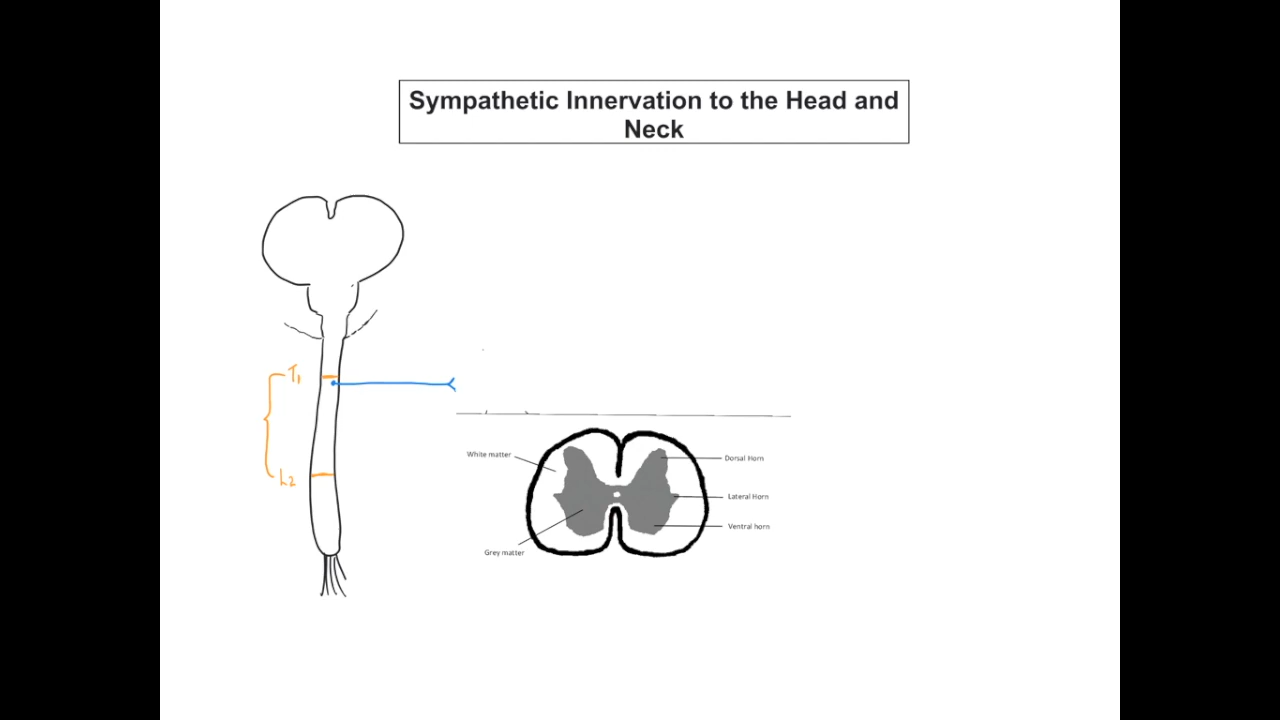 Sympathetic Innervation to the Head and
Neck
T1
L2
White matter
Dorsal Horn
Lateral Horn
Ventral horn
Grey matter